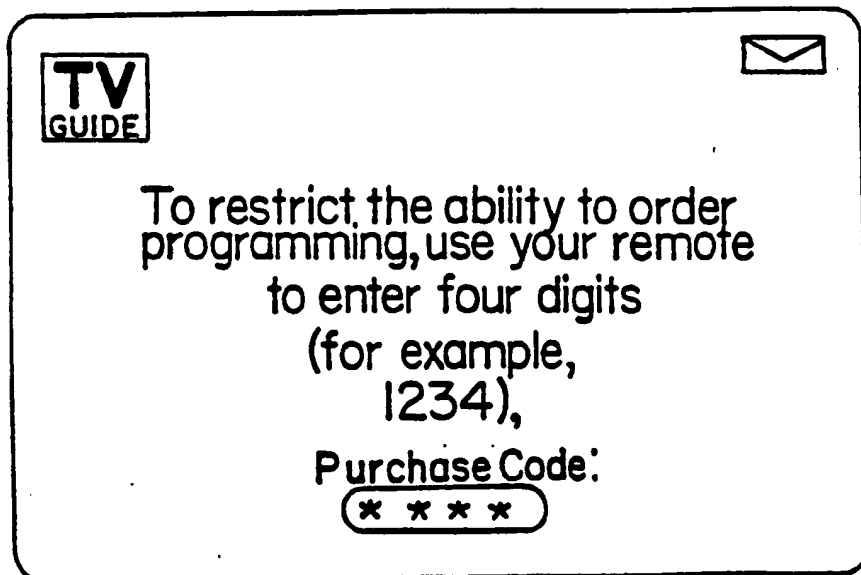 TV
GUIDE
To restrict the ability to order
programming, use your remote
to enter four digits
(for example,
1234),
Purchase Code:
* * * *